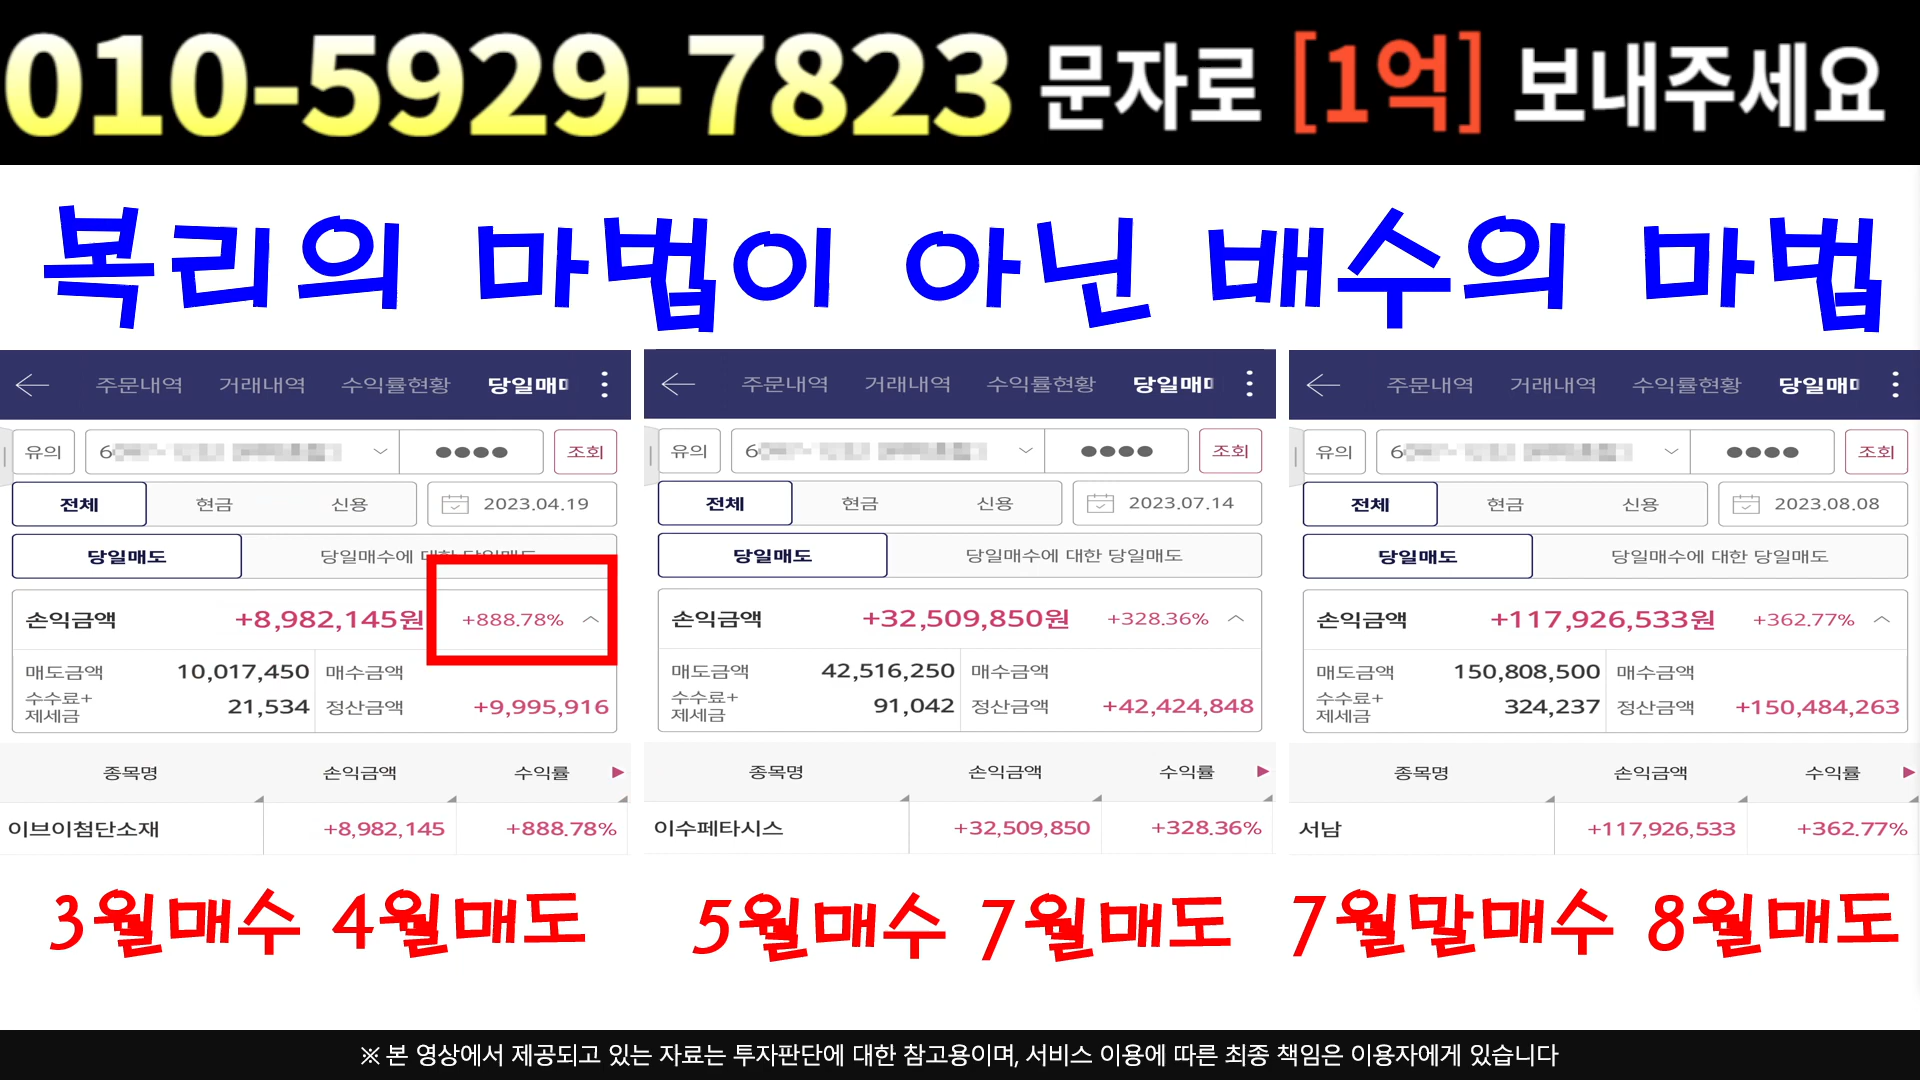 010-5929-7823 문자로 [1억] 보내주세요
복리의 마법이 아닌 배수의 마법
주문내역 거래내역 수익률현황 당일매매
유의 6 ●●●● 조회
전체 현금 신용 2023.04.19
당일매도 당일매수에 대한 당일매도
손익금액 +8,982,145원 +888.78%
매도금액 10,017,450 매수금액
수수료+
제세금 21,534 정산금액 +9,995,916
종목명 손익금액 수익률
이브이첨단소재 +8,982,145 +888.78%
3월매수 4월매도
주문내역 거래내역 수익률현황 당일매매
유의 6 ●●●● 조회
전체 현금 신용 2023.07.14
당일매도 당일매수에 대한 당일매도
손익금액 +32,509,850원 +328.36%
매도금액 42,516,250 매수금액
수수료+
제세금 91,042 정산금액 +42,424,848
종목명 손익금액 수익률
이수페타시스 +32,509,850 +328.36%
5월매수 7월매도
주문내역 거래내역 수익률현황 당일매매
유의 6 ●●●● 조회
전체 현금 신용 2023.08.08
당일매도 당일매수에 대한 당일매도
손익금액 +117,926,533원 +362.77%
매도금액 150,808,500 매수금액
수수료+
제세금 324,237 정산금액 +150,484,263
종목명 손익금액 수익률
서남 +117,926,533 +362.77%
7월말매수 8월매도
※ 본 영상에서 제공되고 있는 자료는 투자판단에 대한 참고용이며, 서비스 이용에 따른 최종 책임은 이용자에게 있습니다